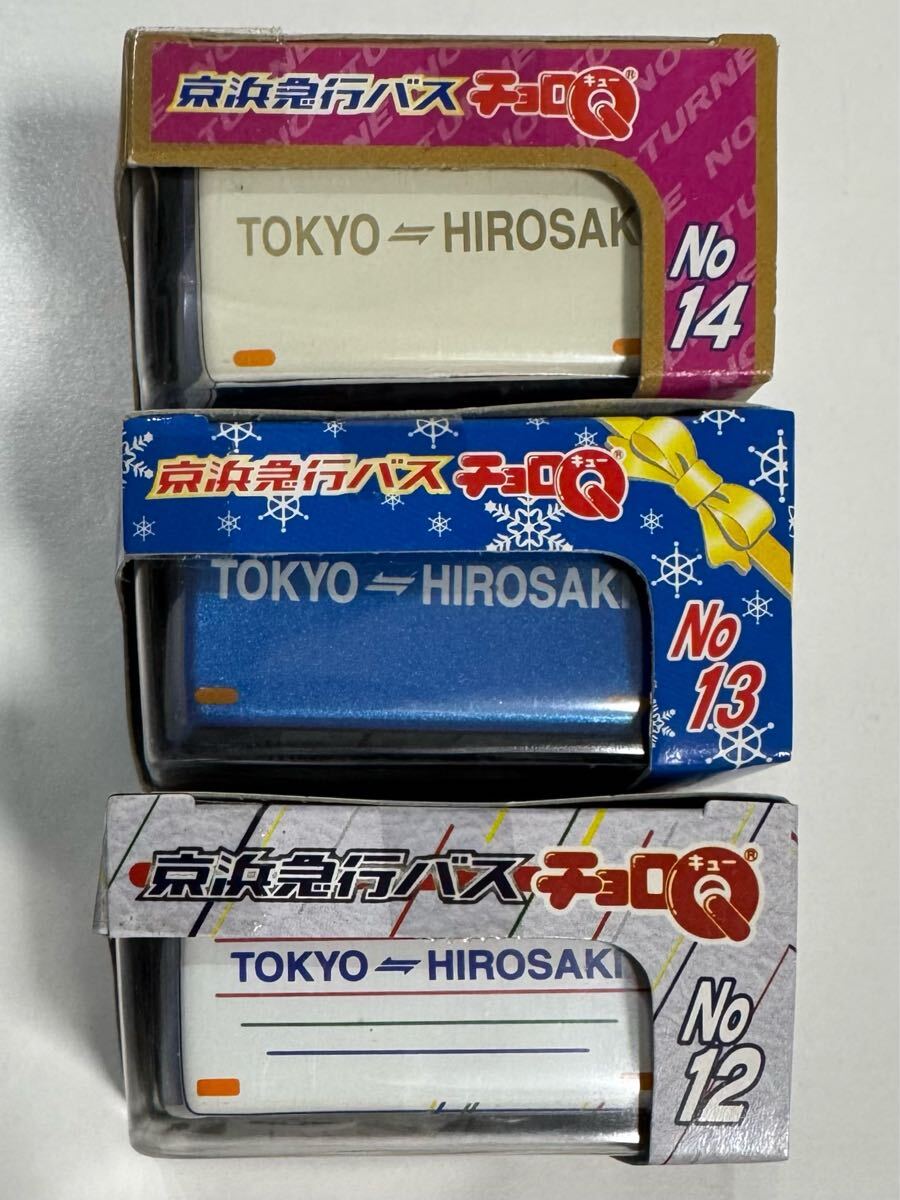 京浜急行バス チョロQ®
キュー
NOCTURNE
TOKYO ⇋ HIROSAK
No
14
京浜急行バス チョロQ®
キュー
TOKYO ⇋ HIROSAKI
No
13
京浜急行バス チョロQ®
キュー
TOKYO ⇋ HIROSAKI
No
12